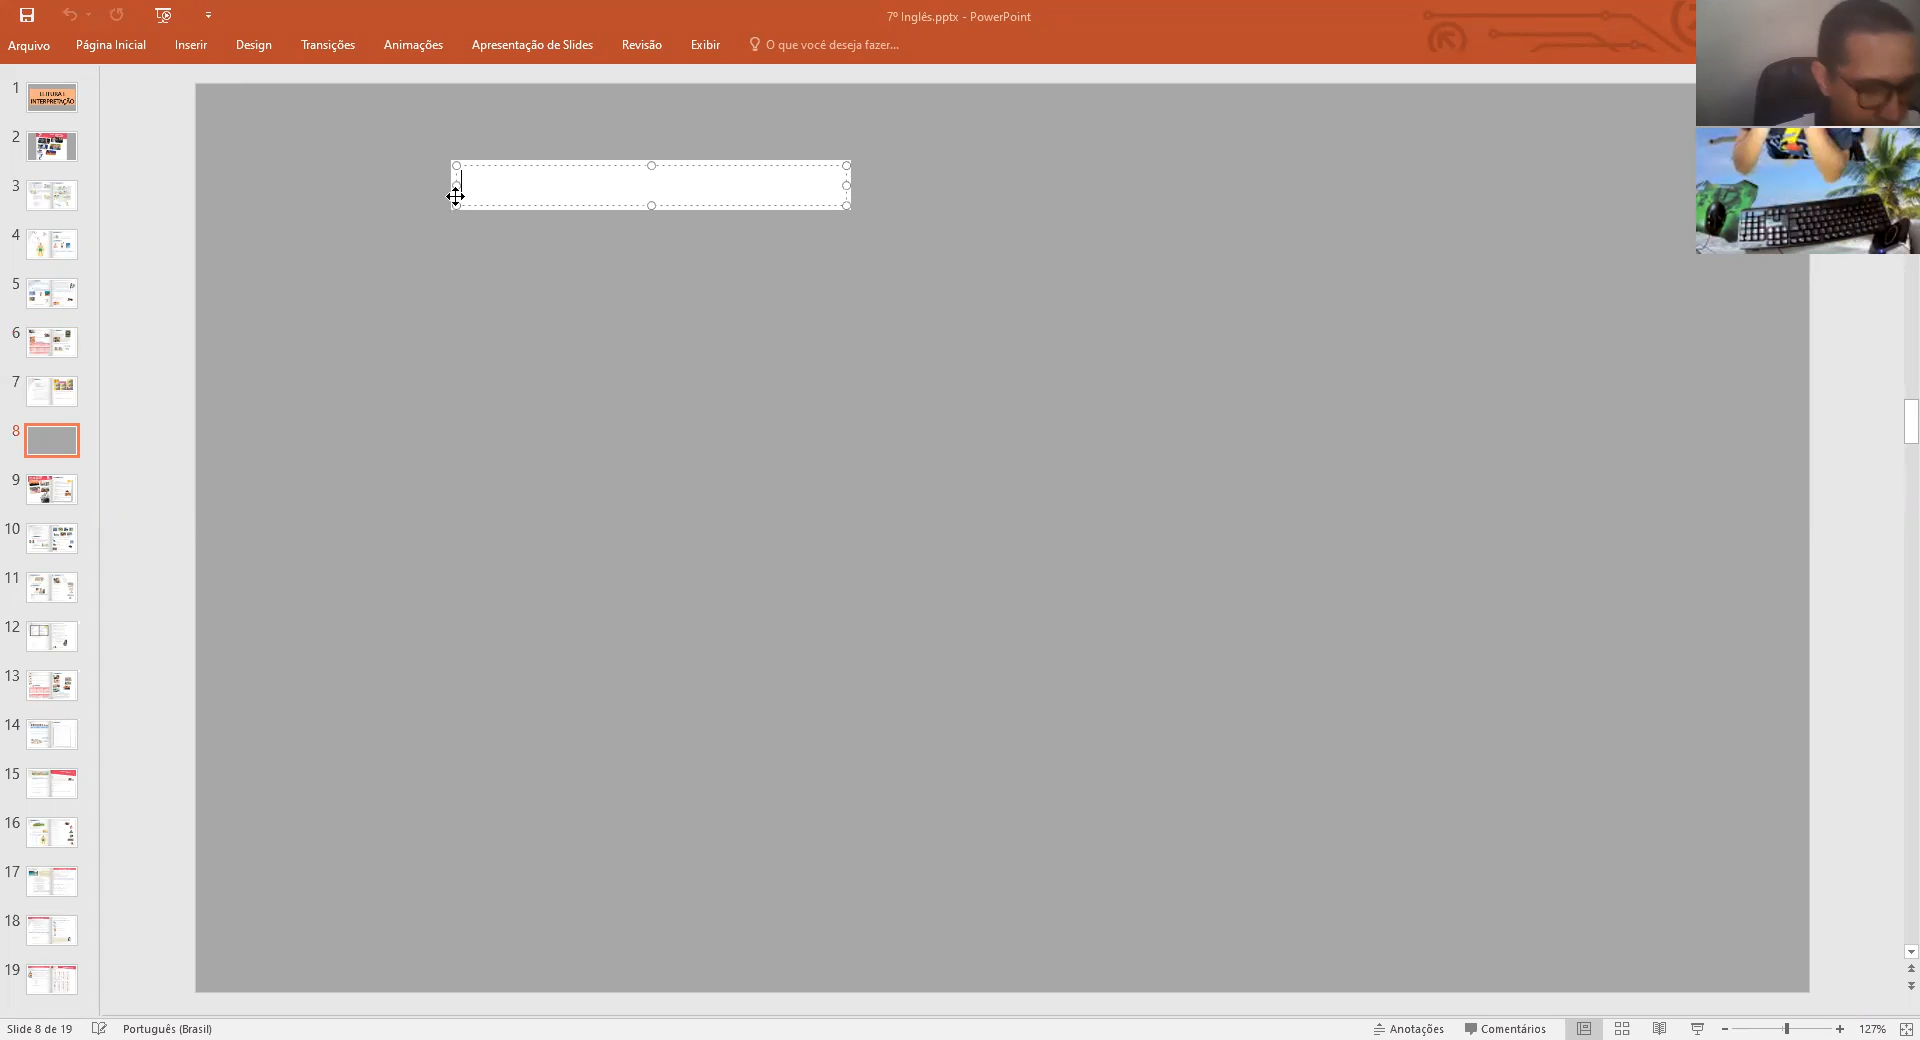 7º Inglês.pptx - PowerPoint
Arquivo
Página Inicial
Inserir
Design
Transições
Animações
Apresentação de Slides
Revisão
Exibir
O que você deseja fazer...
1
LEITURA E
INTERPRETAÇÃO
2
3
4
5
6
7
8
9
10
11
12
13
14
15
16
17
18
19
Slide 8 de 19
Português (Brasil)
Anotações
Comentários
127%